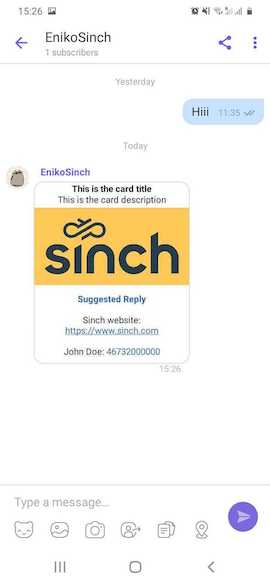 15:26
EnikoSinch
1 subscribers
Yesterday
Hiii 11:35
Today
EnikoSinch
This is the card title
This is the card description
sinch
Suggested Reply
Sinch website:
https://www.sinch.com
John Doe: 46732000000
15:26
Type a message...